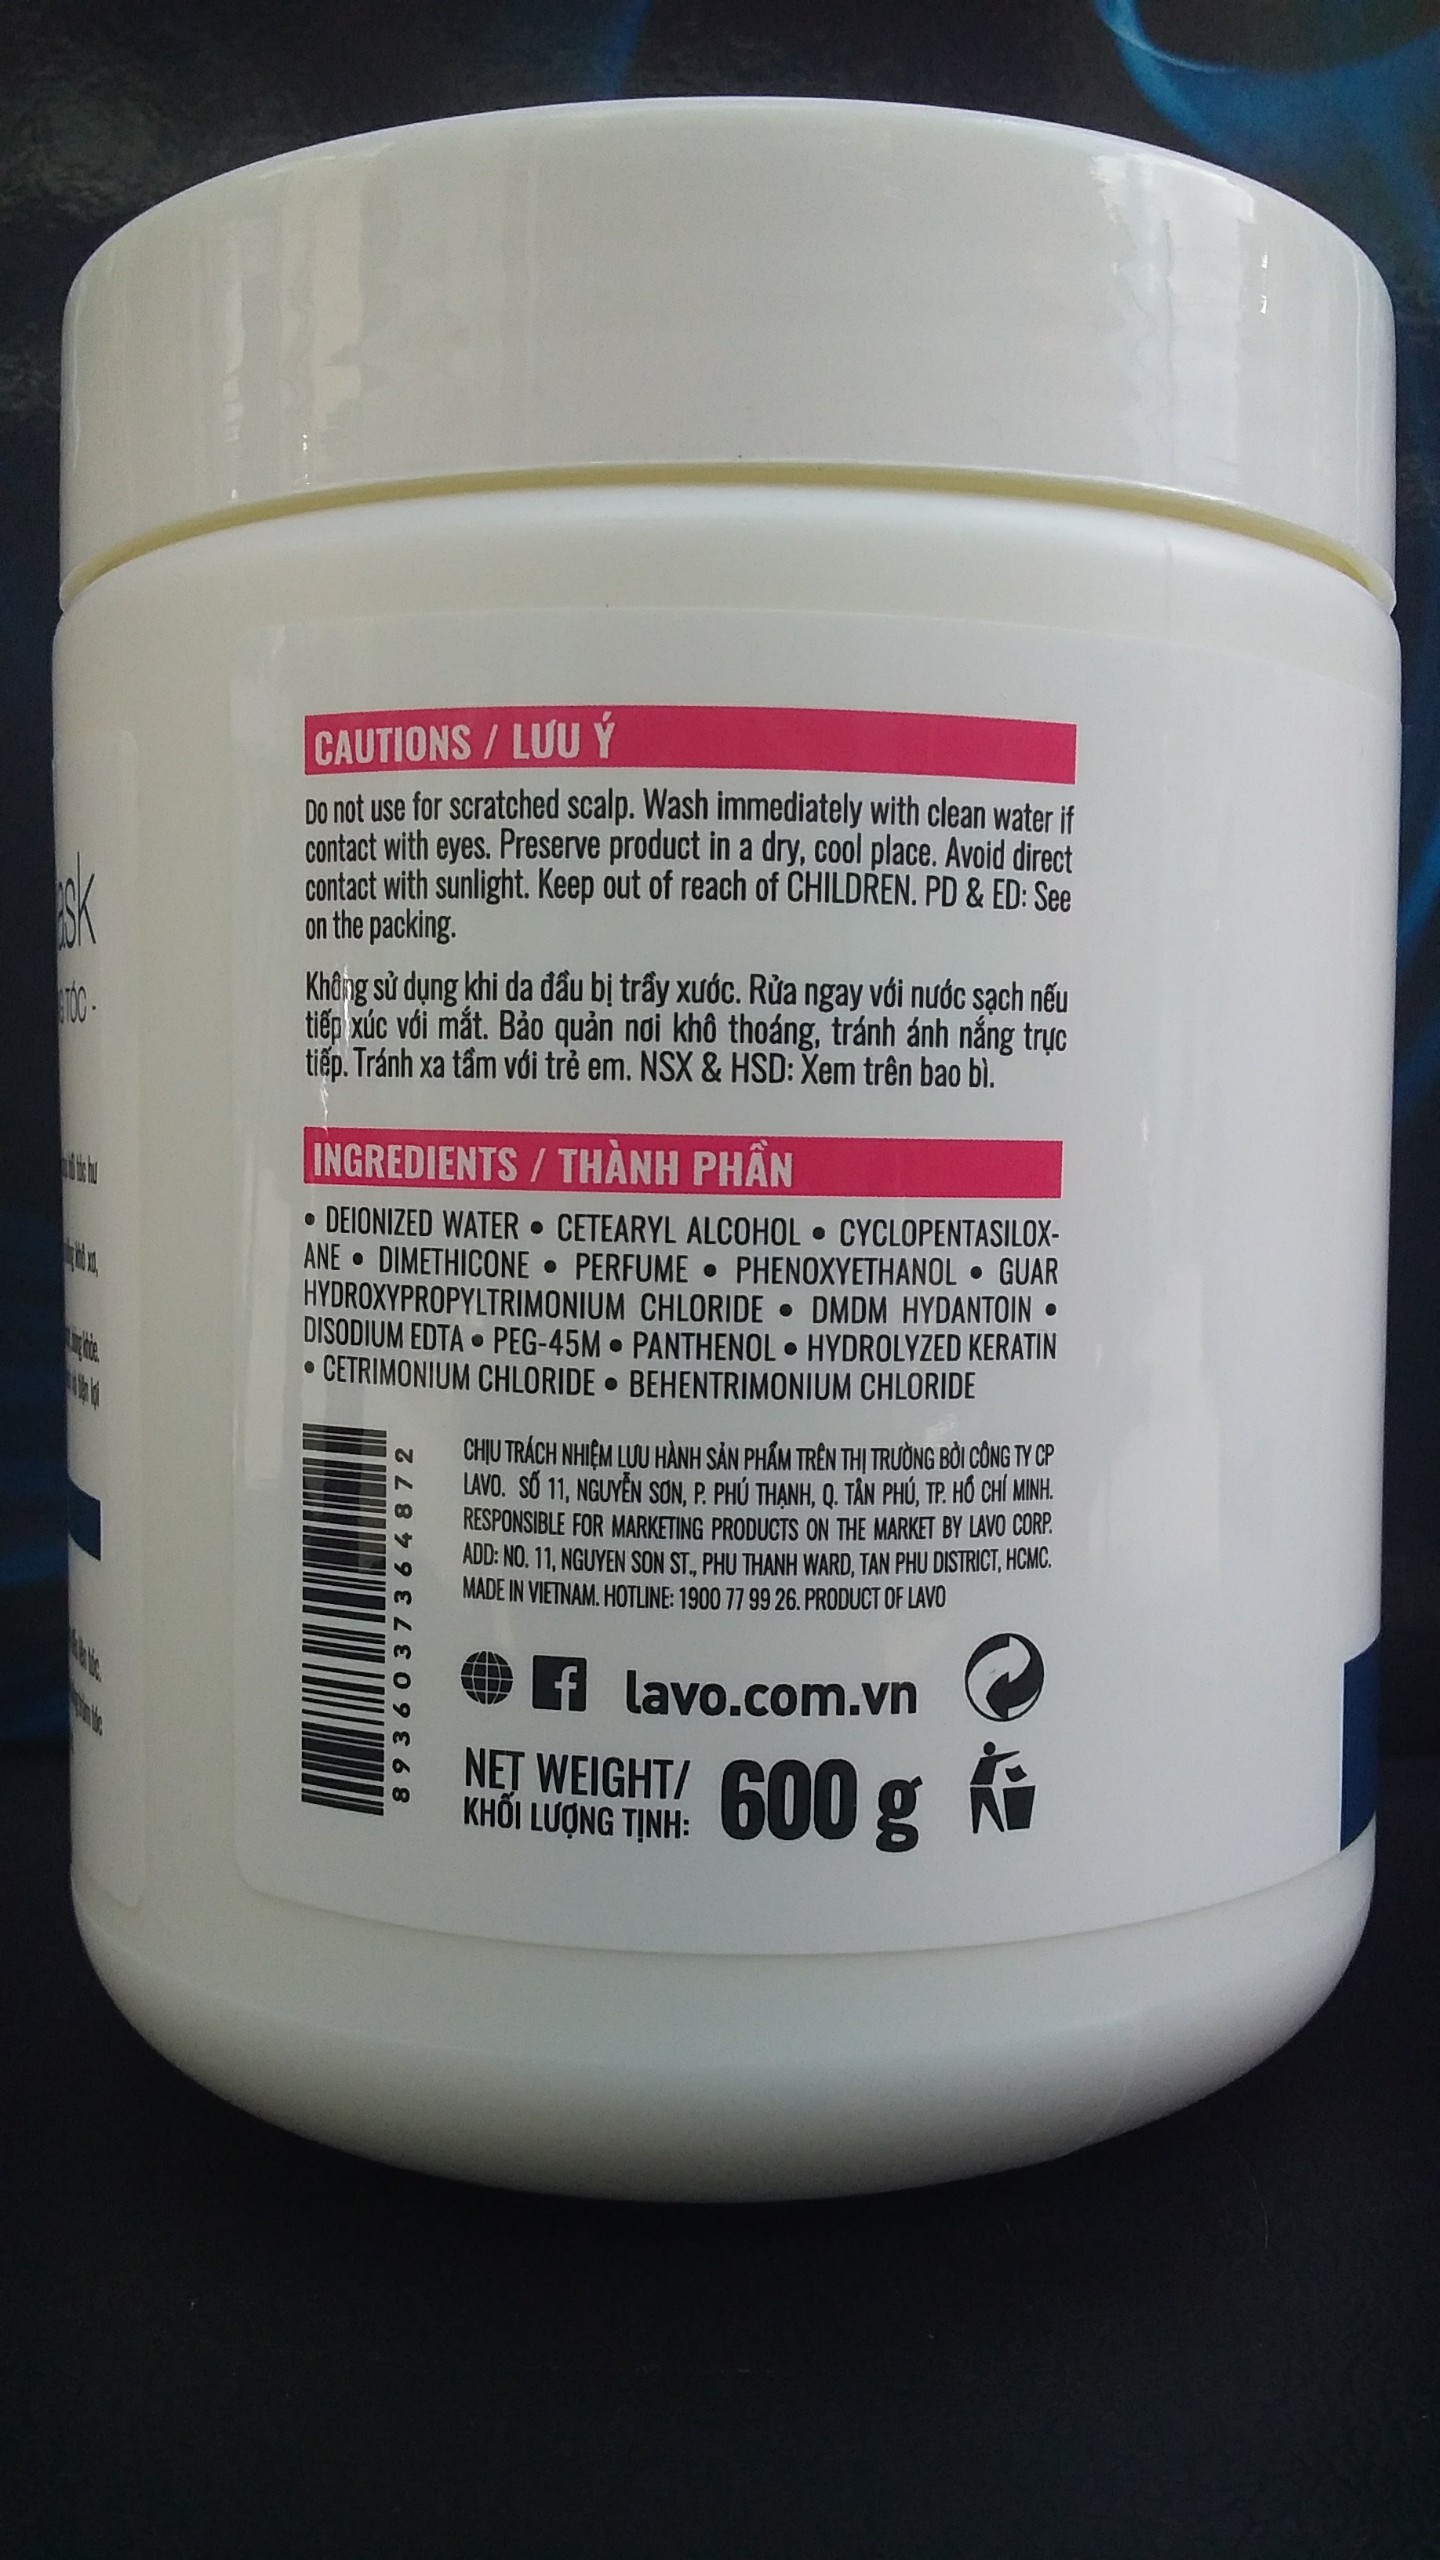 CAUTIONS / LƯU Ý
Do not use for scratched scalp. Wash immediately with clean water if
contact with eyes. Preserve product in a dry, cool place. Avoid direct
contact with sunlight. Keep out of reach of CHILDREN. PD & ED: See
on the packing.
Không sử dụng khi da đầu bị trầy xước. Rửa ngay với nước sạch nếu
tiếp xúc với mắt. Bảo quản nơi khô thoáng, tránh ánh nắng trực
tiếp. Tránh xa tầm với trẻ em. NSX & HSD: Xem trên bao bì.
INGREDIENTS / THÀNH PHẦN
• DEIONIZED WATER • CETEARYL ALCOHOL • CYCLOPENTASILOX-
ANE • DIMETHICONE • PERFUME • PHENOXYETHANOL • GUAR
HYDROXYPROPYLTRIMONIUM CHLORIDE • DMDM HYDANTOIN •
DISODIUM EDTA • PEG-45M • PANTHENOL • HYDROLYZED KERATIN
• CETRIMONIUM CHLORIDE • BEHENTRIMONIUM CHLORIDE
CHỊU TRÁCH NHIỆM LƯU HÀNH SẢN PHẨM TRÊN THỊ TRƯỜNG BỞI CÔNG TY CP
LAVO. SỐ 11, NGUYỄN SƠN, P. PHÚ THẠNH, Q. TÂN PHÚ, TP. HỒ CHÍ MINH.
RESPONSIBLE FOR MARKETING PRODUCTS ON THE MARKET BY LAVO CORP.
ADD: NO. 11, NGUYEN SON ST., PHU THANH WARD, TAN PHU DISTRICT, HCMC.
MADE IN VIETNAM. HOTLINE: 1900 77 99 26. PRODUCT OF LAVO
8936037364872
lavo.com.vn
NET WEIGHT/
KHỐI LƯỢNG TỊNH:
600 g
ask
TÓC -